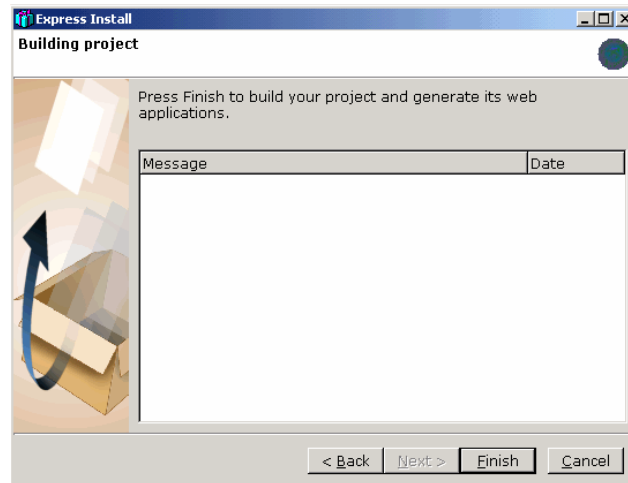 Express Install
Building project
Press Finish to build your project and generate its web
applications.
Message Date
< Back Next > Finish Cancel